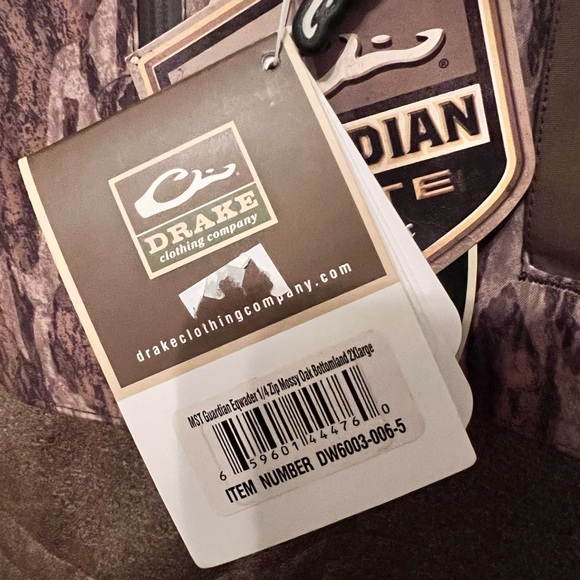 DRAKE
clothing company
drakeclothingcompany.com
MST Guardian Eqwader 1/4 Zip Mossy Oak Bottomland 2Xlarge
6 59601 44476 0
ITEM NUMBER DW6003-006-5
®
DIAN
TE